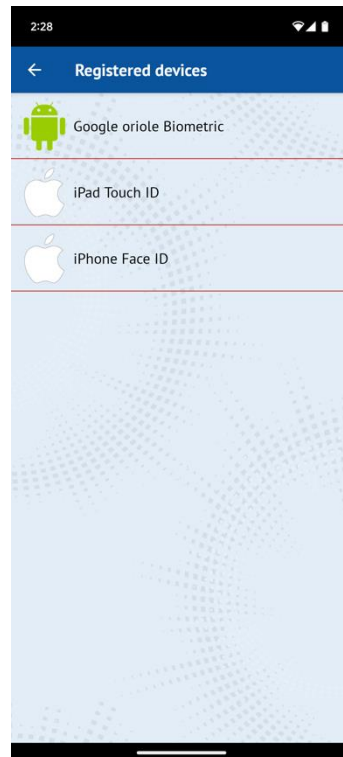 2:28
Registered devices
Google oriole Biometric
iPad Touch ID
iPhone Face ID